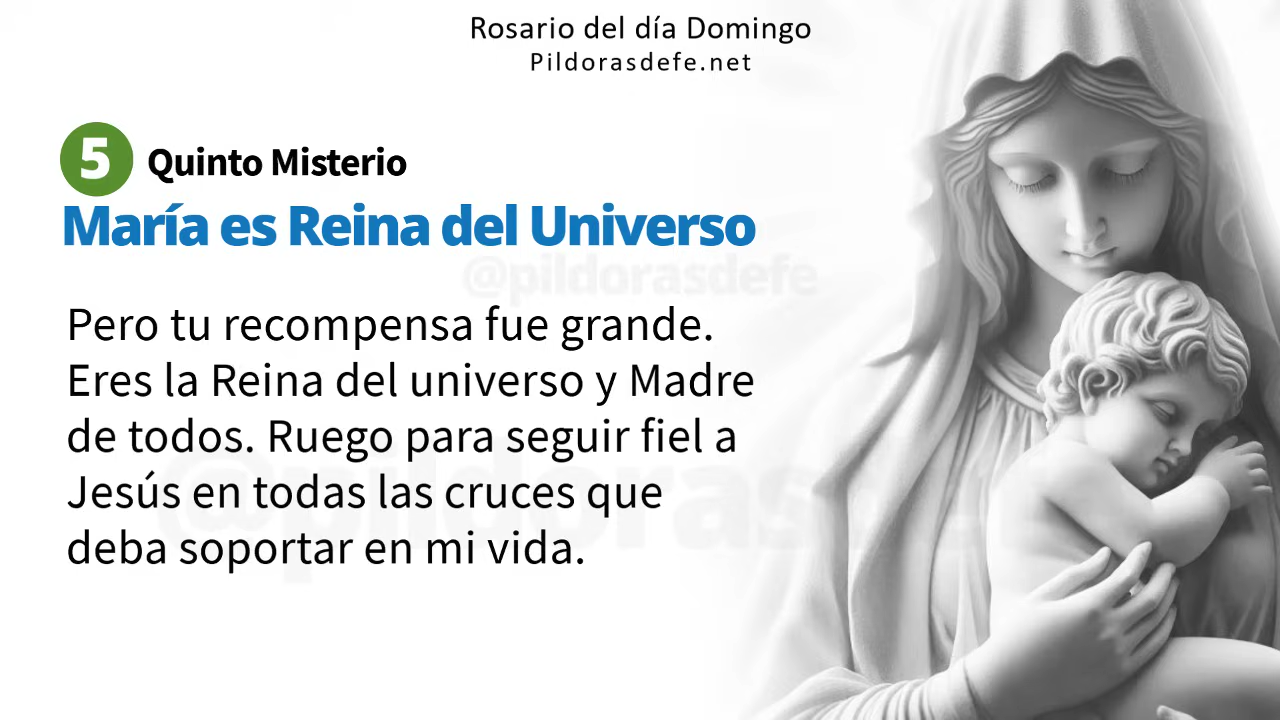 Rosario del día Domingo
Pildorasdefe.net
5 Quinto Misterio
María es Reina del Universo
@pildorasdefe
Pero tu recompensa fue grande.
Eres la Reina del universo y Madre
de todos. Ruego para seguir fiel a
Jesús en todas las cruces que
deba soportar en mi vida.
@pildorasdefe